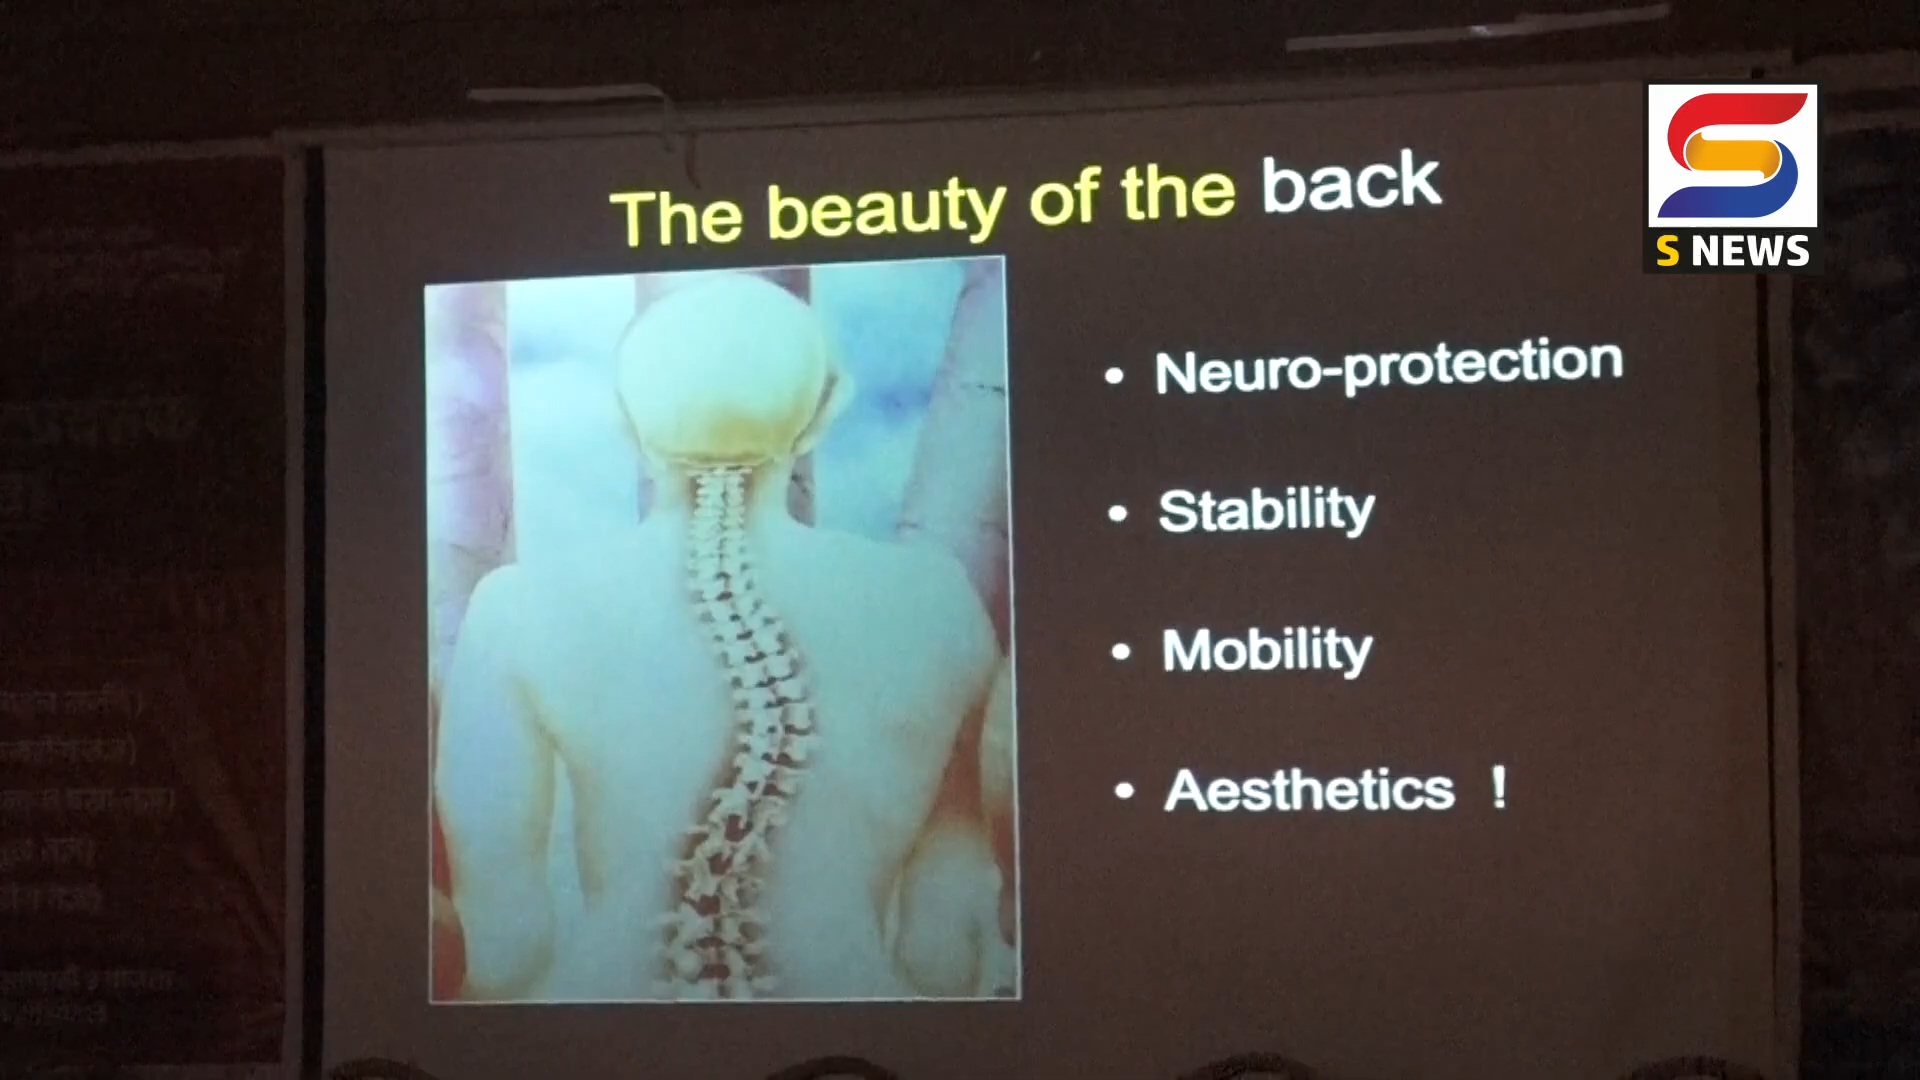 The beauty of the back
• Neuro-protection
• Stability
• Mobility
• Aesthetics !
S NEWS